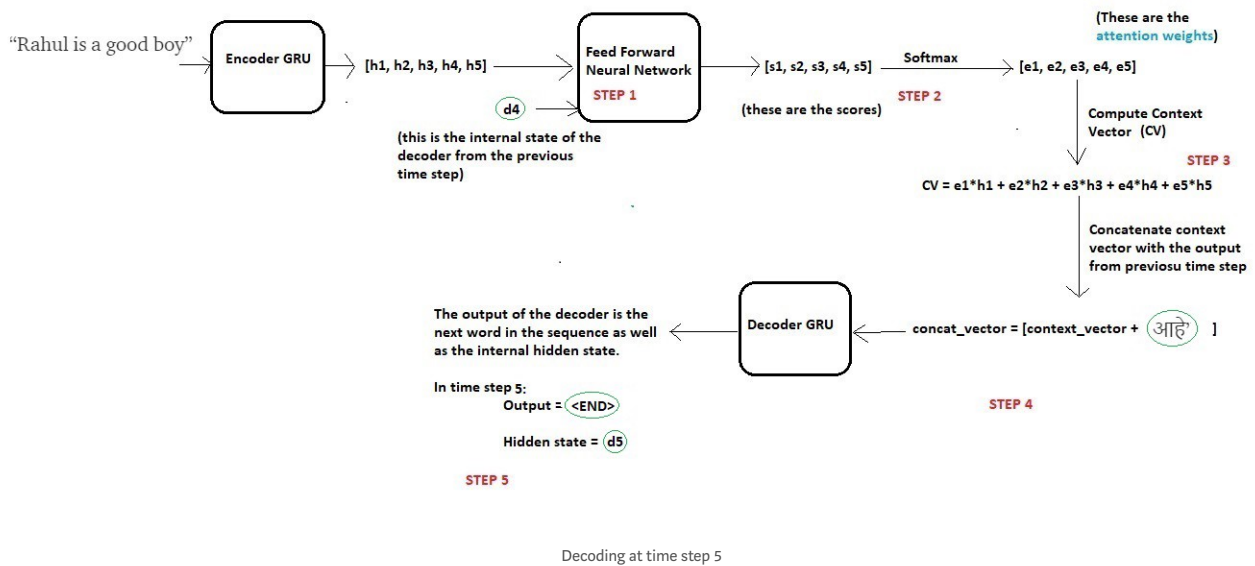 “Rahul is a good boy”
Encoder GRU
[h1, h2, h3, h4, h5]
d4
(this is the internal state of the
decoder from the previous
time step)
Feed Forward
Neural Network
STEP 1
[s1, s2, s3, s4, s5]
(these are the scores)
Softmax
STEP 2
(These are the
attention weights)
[e1, e2, e3, e4, e5]
Compute Context
Vector (CV)
STEP 3
CV = e1*h1 + e2*h2 + e3*h3 + e4*h4 + e5*h5
Concatenate context
vector with the output
from previosu time step
concat_vector = [context_vector + आहे’ ]
STEP 4
Decoder GRU
The output of the decoder is the
next word in the sequence as well
as the internal hidden state.
In time step 5:
Output = <END>
Hidden state = d5
STEP 5
Decoding at time step 5